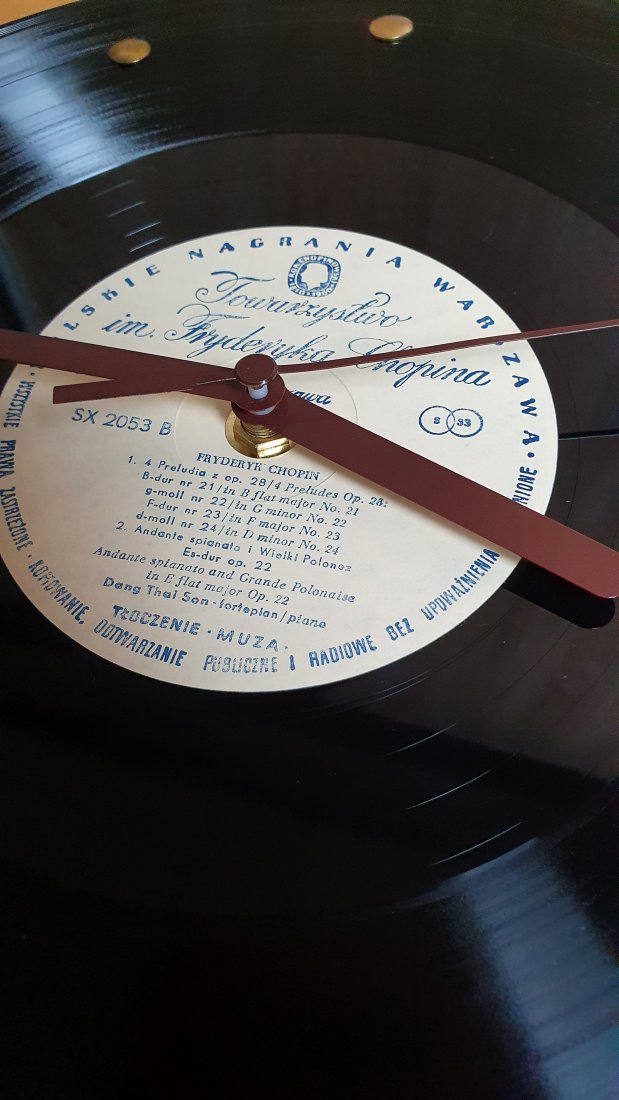 LSKIE NAGRANIA WARSZAWA
Towarzystwo
im. Fryderyka Chopina
SX 2053 B
S 33
FRYDERYK CHOPIN
1. 4 Preludia z op. 28/4 Preludes Op. 28:
B-dur nr 21/in B flat major No. 21
g-moll nr 22/in G minor No. 22
F-dur nr 23/in F major No. 23
d-moll nr 24/in D minor No. 24
2. Andante spianato i Wielki Polonez
Es-dur op. 22
Andante spianato and Grande Polonaise
in E flat major Op. 22
Dang Thai Son-fortepian/piano
TŁOCZENIE · MUZA ·
· WSZYSTKIE PRAWA ZASTRZEŻONE · KOPIOWANIE, ODTWARZANIE PUBLICZNE I RADIOWE BEZ UPOWAŻNIENIA